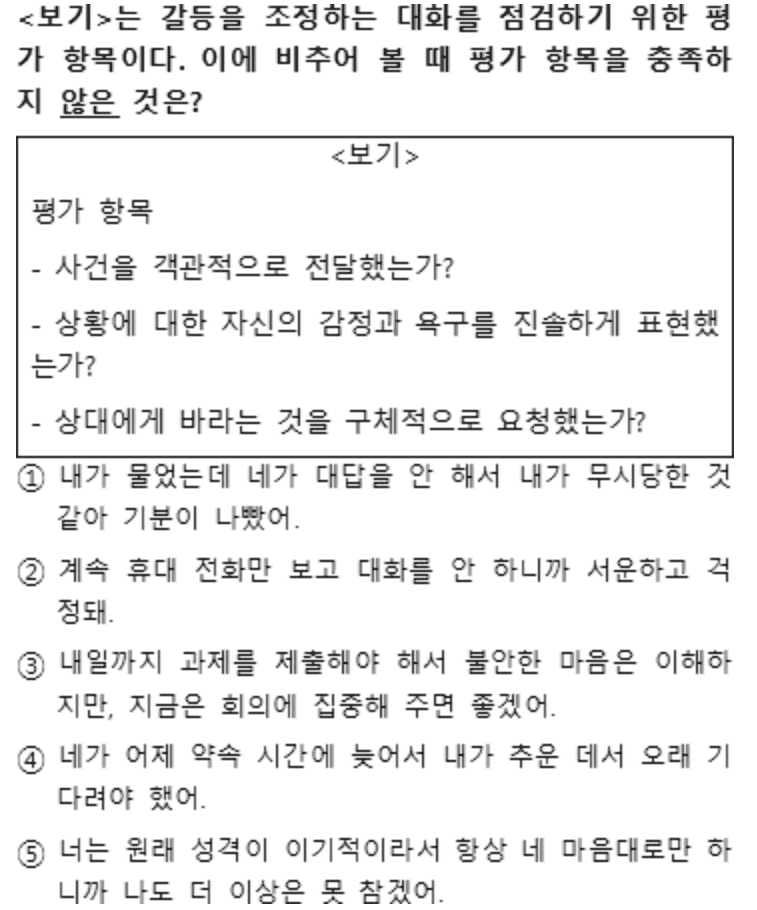 <보기>는 갈등을 조정하는 대화를 점검하기 위한 평
가 항목이다. 이에 비추어 볼 때 평가 항목을 충족하
지 않은 것은?
<보기>
평가 항목
- 사건을 객관적으로 전달했는가?
- 상황에 대한 자신의 감정과 욕구를 진솔하게 표현했
는가?
- 상대에게 바라는 것을 구체적으로 요청했는가?
① 내가 물었는데 네가 대답을 안 해서 내가 무시당한 것
같아 기분이 나빴어.
② 계속 휴대 전화만 보고 대화를 안 하니까 서운하고 걱
정돼.
③ 내일까지 과제를 제출해야 해서 불안한 마음은 이해하
지만, 지금은 회의에 집중해 주면 좋겠어.
④ 네가 어제 약속 시간에 늦어서 내가 추운 데서 오래 기
다려야 했어.
⑤ 너는 원래 성격이 이기적이라서 항상 네 마음대로만 하
니까 나도 더 이상은 못 참겠어.